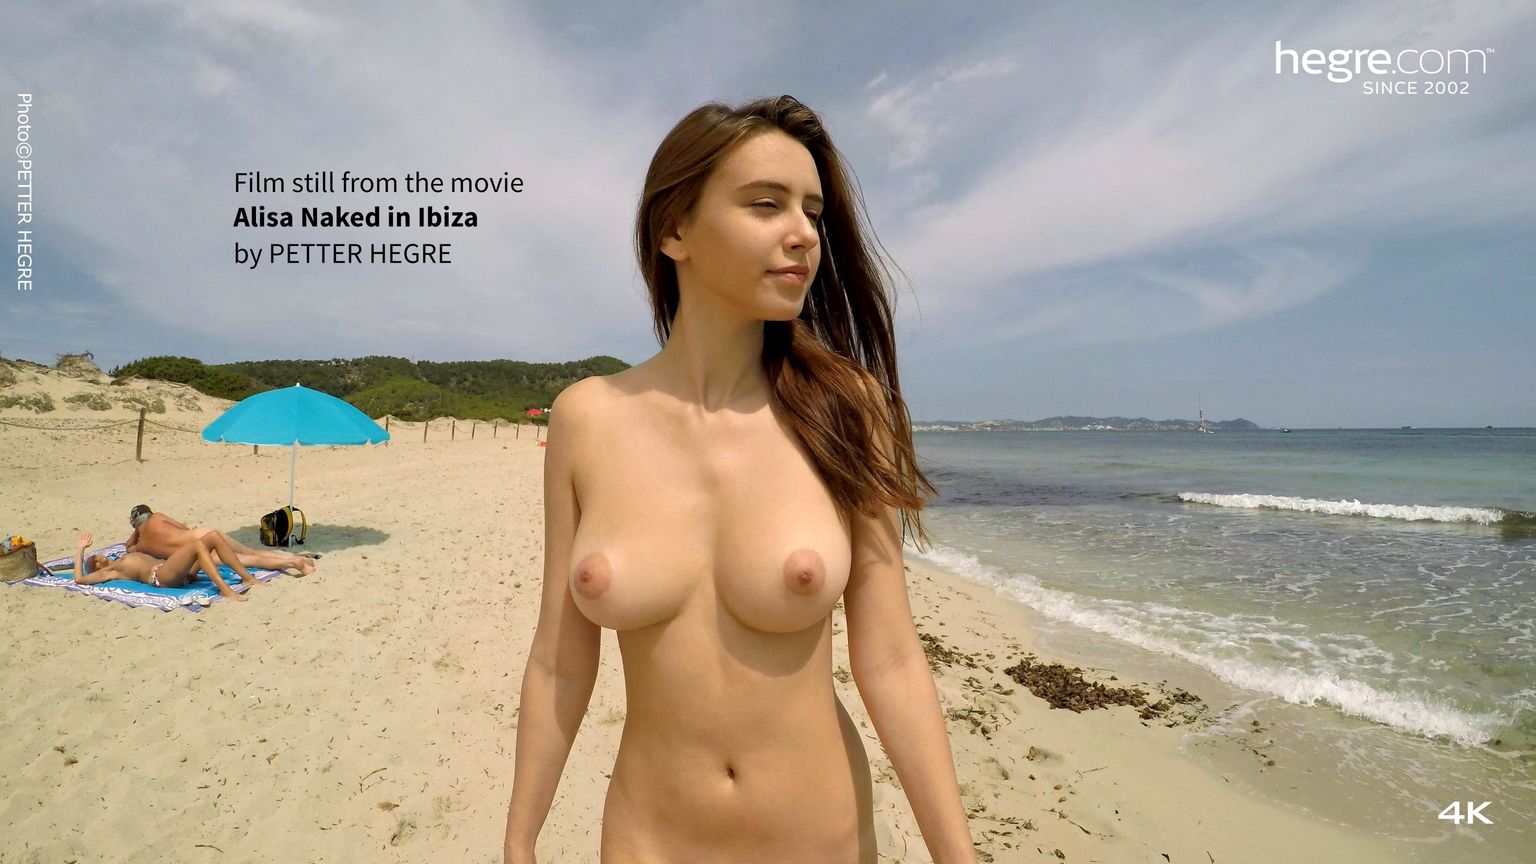 hegre.com™
SINCE 2002
Photo©PETTER HEGRE
Film still from the movie
Alisa Naked in Ibiza
by PETTER HEGRE
4K